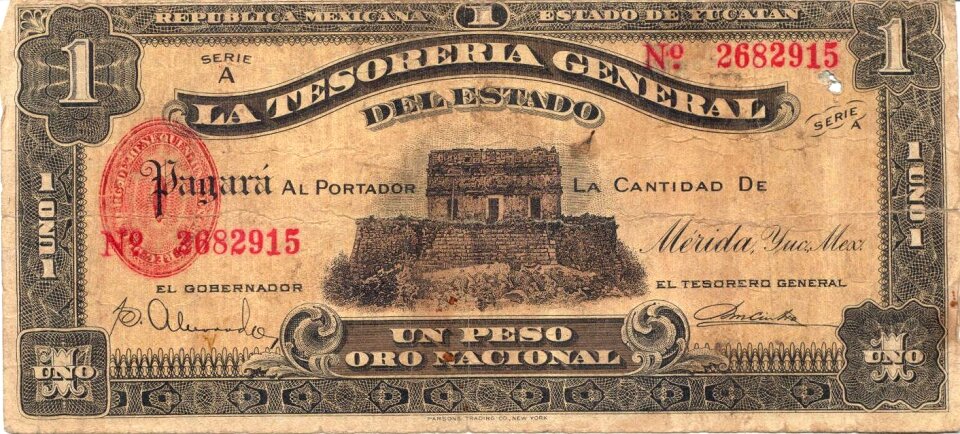 REPUBLICA MEXICANA 1 ESTADO DE YUCATAN
1 1
SERIE
A
Nº 2682915
LA TESORERIA GENERAL
DEL ESTADO
SERIE
A
Pagará AL PORTADOR LA CANTIDAD DE
1 UNO 1
1 UNO 1
Nº 2682915
Mérida, Yuc, Mex.
EL GOBERNADOR
EL TESORERO GENERAL
UN PESO
ORO NACIONAL
UNO
UNO
PARSONS TRADING CO., NEW YORK